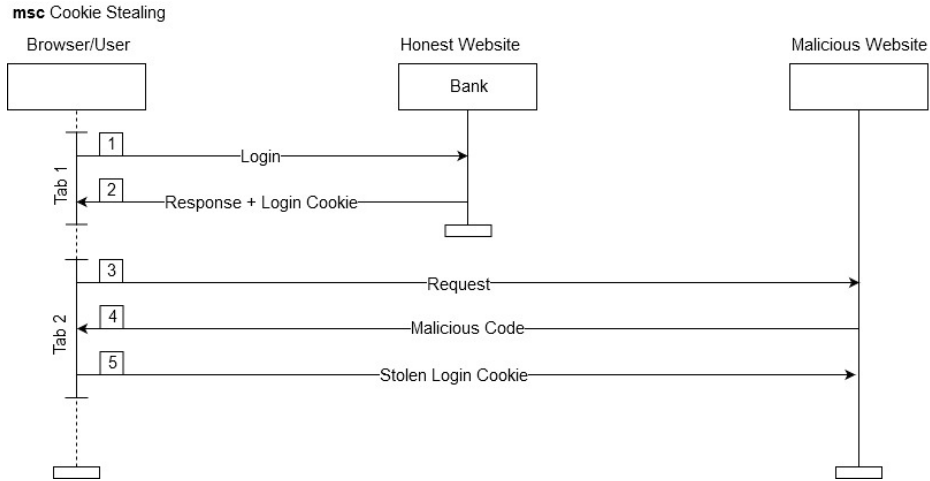 msc Cookie Stealing
Browser/User
Honest Website
Malicious Website
Bank
1
Login
Tab 1
2
Response + Login Cookie
3
Request
Tab 2
4
Malicious Code
5
Stolen Login Cookie